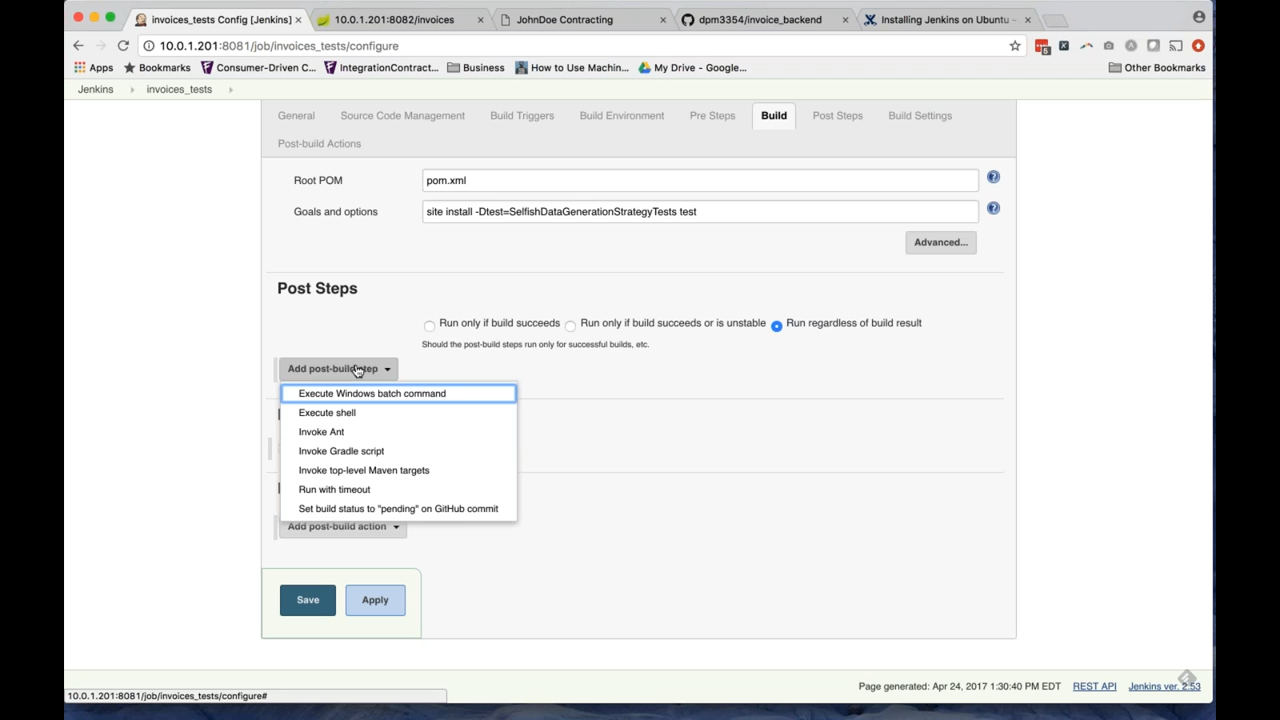 invoices_tests Config [Jenkins]
10.0.1.201:8082/invoices
JohnDoe Contracting
dpm3354/invoice_backend
Installing Jenkins on Ubuntu -
10.0.1.201:8081/job/invoices_tests/configure
Apps
Bookmarks
Consumer-Driven C...
IntegrationContract...
Business
How to Use Machin...
My Drive - Google...
Other Bookmarks
Jenkins
invoices_tests
General
Source Code Management
Build Triggers
Build Environment
Pre Steps
Build
Post Steps
Build Settings
Post-build Actions
Root POM
pom.xml
Goals and options
site install -Dtest=SelfishDataGenerationStrategyTests test
Advanced...
Post Steps
Run only if build succeeds
Run only if build succeeds or is unstable
Run regardless of build result
Should the post-build steps run only for successful builds, etc.
Add post-build step
Execute Windows batch command
Execute shell
Invoke Ant
Invoke Gradle script
Invoke top-level Maven targets
Run with timeout
Set build status to "pending" on GitHub commit
Add post-build action
Save
Apply
Page generated: Apr 24, 2017 1:30:40 PM EDT
REST API
Jenkins ver. 2.53
10.0.1.201:8081/job/invoices_tests/configure#